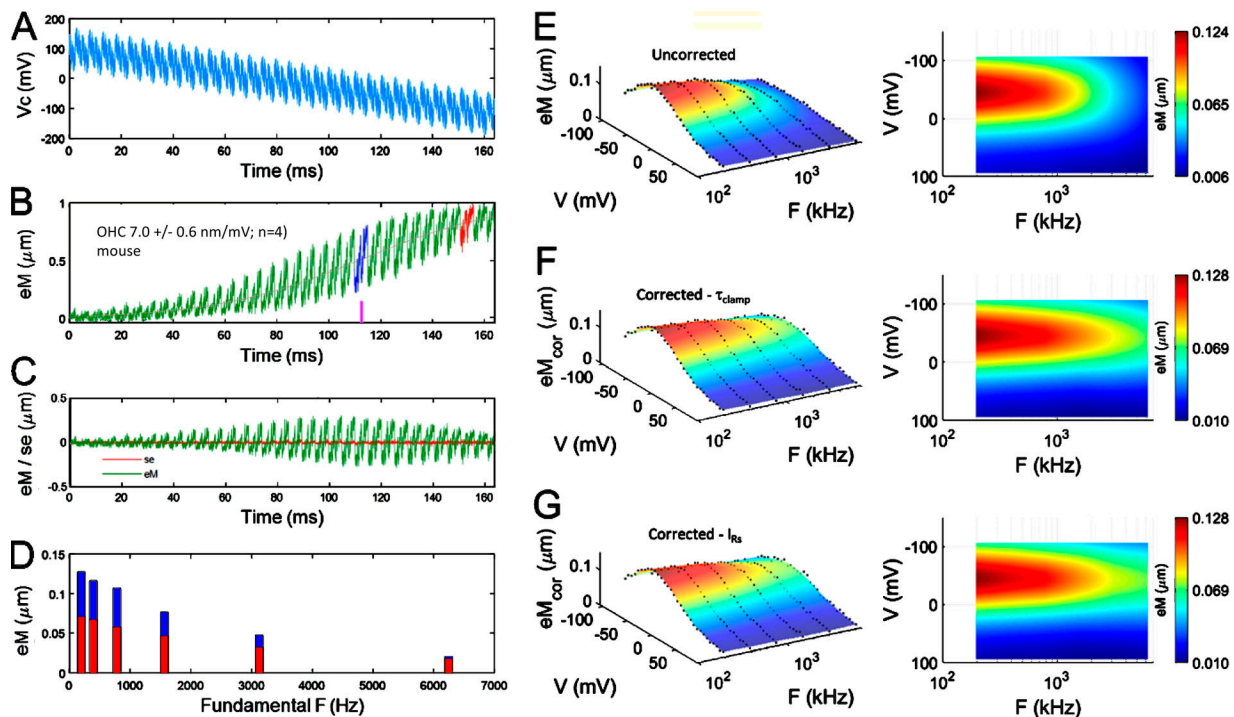 A
Vc (mV)
200
100
0
-100
200
0 20 40 60 80 100 120 140 160
Time (ms)
B
eM (μm)
1
0.5
0
OHC 7.0 +/- 0.6 nm/mV; n=4)
mouse
0 20 40 60 80 100 120 140 160
Time (ms)
C
eM / se (μm)
0.5
0
-0.5
se
eM
0 20 40 60 80 100 120 140 160
Time (ms)
D
eM (μm)
0.15
0.1
0.05
0
0 1000 2000 3000 4000 5000 6000 7000
Fundamental F (Hz)
E
Uncorrected
eM (μm)
0.1
0
-100
-50
0
50
V (mV)
10² 10³
F (kHz)
V (mV)
-100
0
100
10² 10³
F (kHz)
eM (μm)
0.124
0.065
0.006
F
Corrected - τclamp
eMcor (μm)
0.1
0
-100
-50
0
50
V (mV)
10² 10³
F (kHz)
V (mV)
-100
0
100
10² 10³
F (kHz)
eM (μm)
0.128
0.069
0.010
G
Corrected - IRs
eMcor (μm)
0.1
0
-100
-50
0
50
V (mV)
10² 10³
F (kHz)
V (mV)
-100
0
100
10² 10³
F (kHz)
eM (μm)
0.128
0.069
0.010